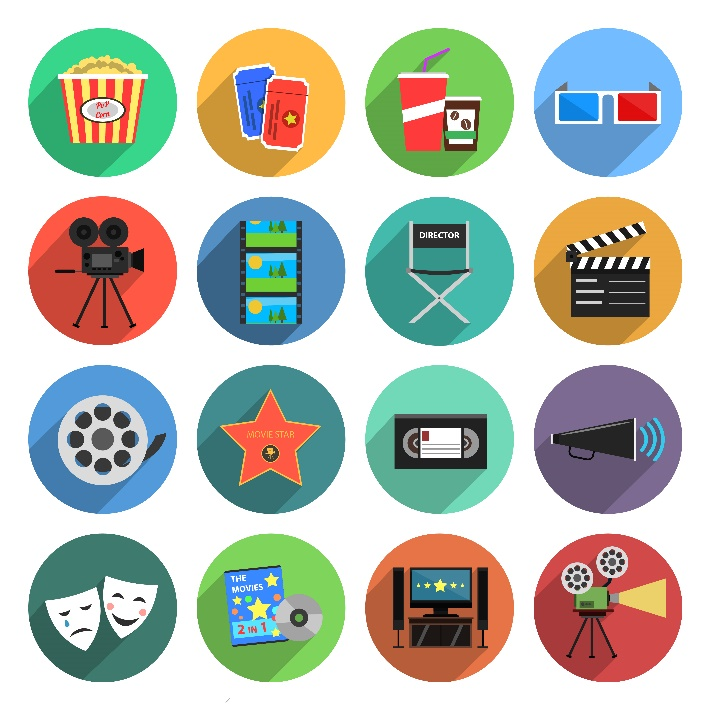 Pop
Corn
DIRECTOR
MOVIE STAR
THE
MOVIES
2 IN 1